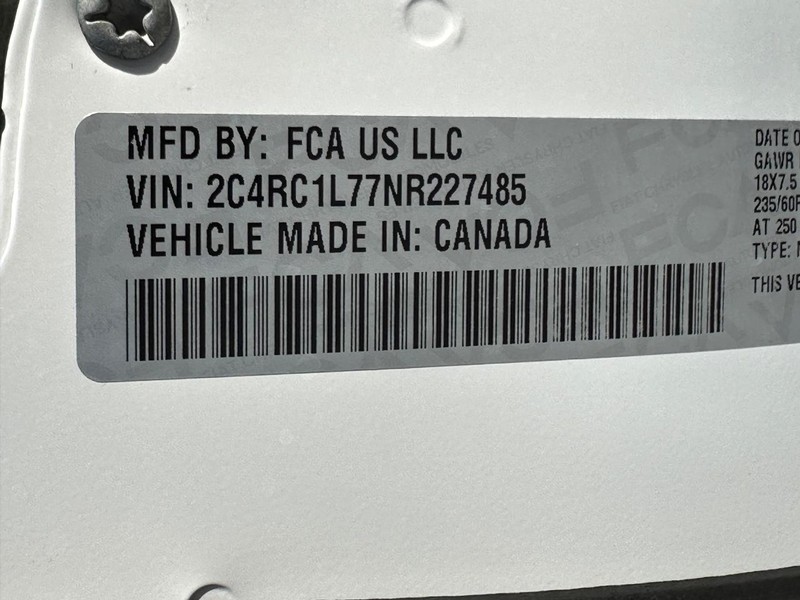 MFD BY: FCA US LLC
VIN: 2C4RC1L77NR227485
VEHICLE MADE IN: CANADA
DATE O
GAWR
18X7.5
235/60R
AT 250
TYPE:
THIS VE